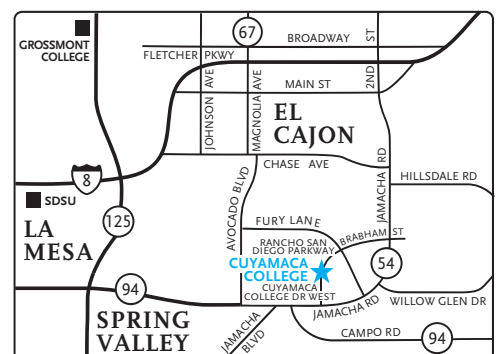 GROSSMONT
COLLEGE
67
BROADWAY
FLETCHER PKWY
2ND ST
JOHNSON AVE
MAGNOLIA AVE
MAIN ST
EL
CAJON
CHASE AVE
JAMACHA RD
HILLSDALE RD
8
SDSU
125
LA
MESA
AVOCADO BLVD
FURY LANE
RANCHO SAN
DIEGO PARKWAY
BRABHAM ST
CUYAMACA
COLLEGE
54
CUYAMACA
COLLEGE DR WEST
94
JAMACHA RD
WILLOW GLEN DR
SPRING
VALLEY
JAMACHA
BLVD
CAMPO RD
94